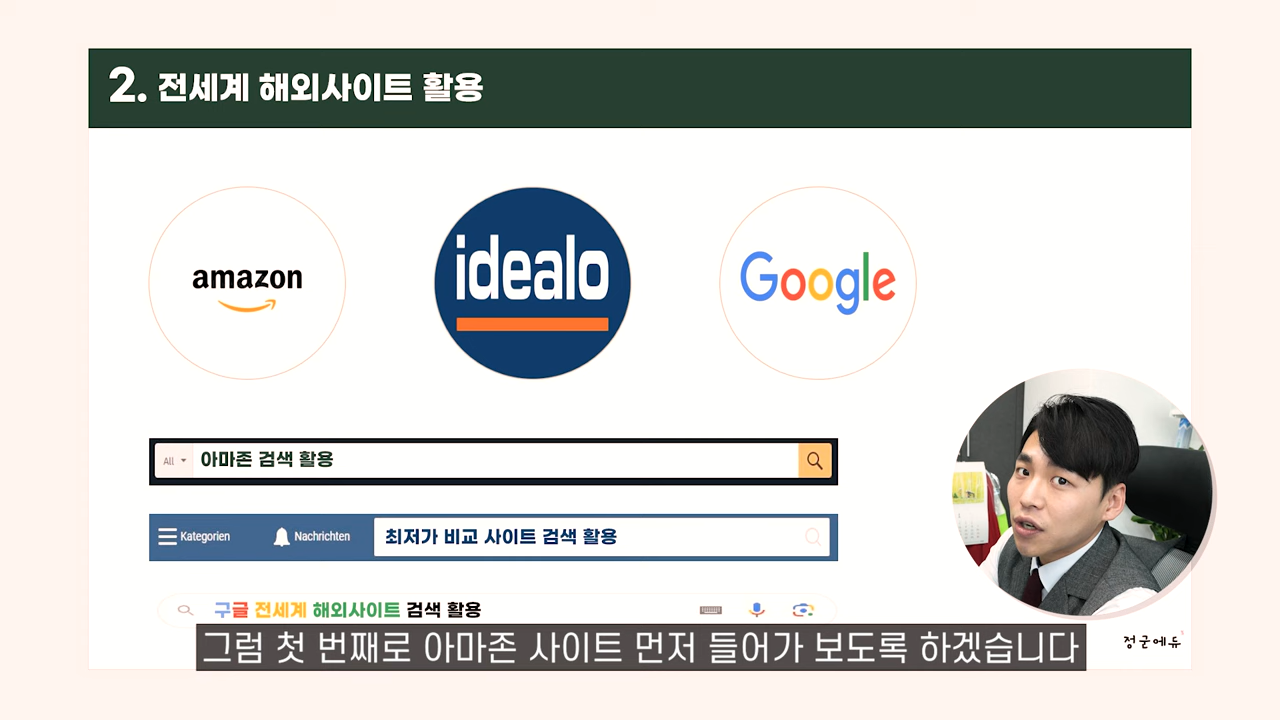 2. 전세계 해외사이트 활용
amazon
idealo
Google
All
아마존 검색 활용
Kategorien
Nachrichten
최저가 비교 사이트 검색 활용
구글 전세계 해외사이트 검색 활용
그럼 첫 번째로 아마존 사이트 먼저 들어가 보도록 하겠습니다
정군에듀